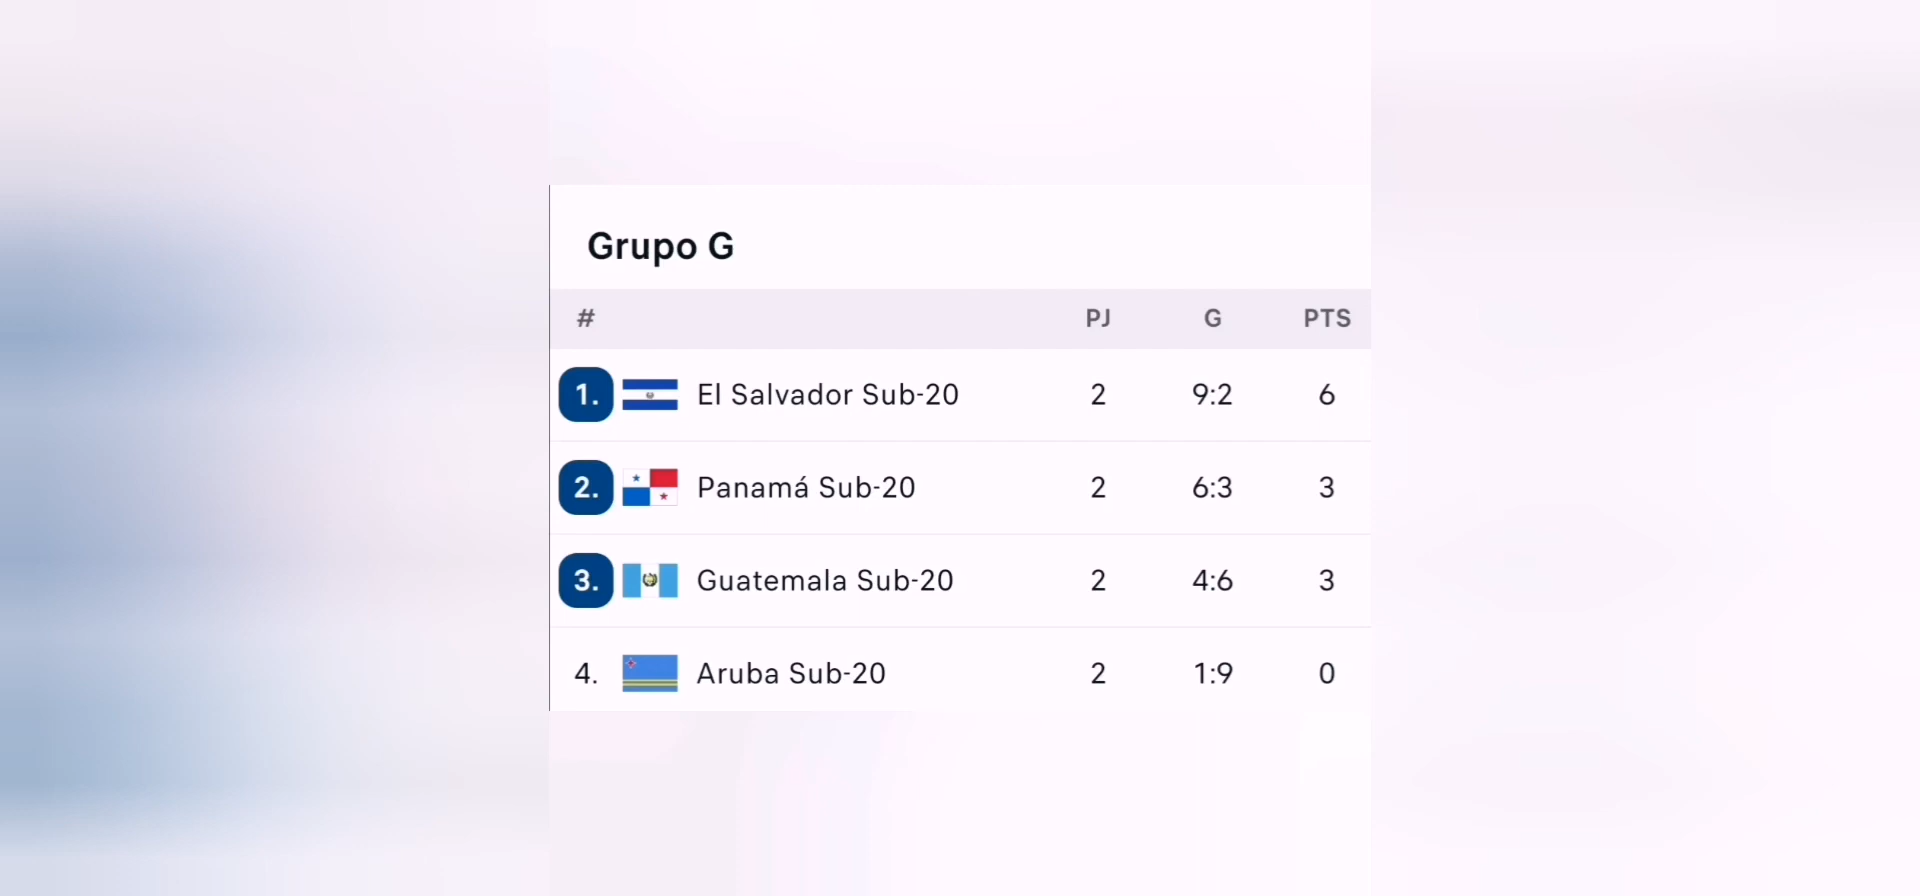 Grupo G
# PJ G PTS
1. El Salvador Sub-20 2 9:2 6
2. Panamá Sub-20 2 6:3 3
3. Guatemala Sub-20 2 4:6 3
4. Aruba Sub-20 2 1:9 0